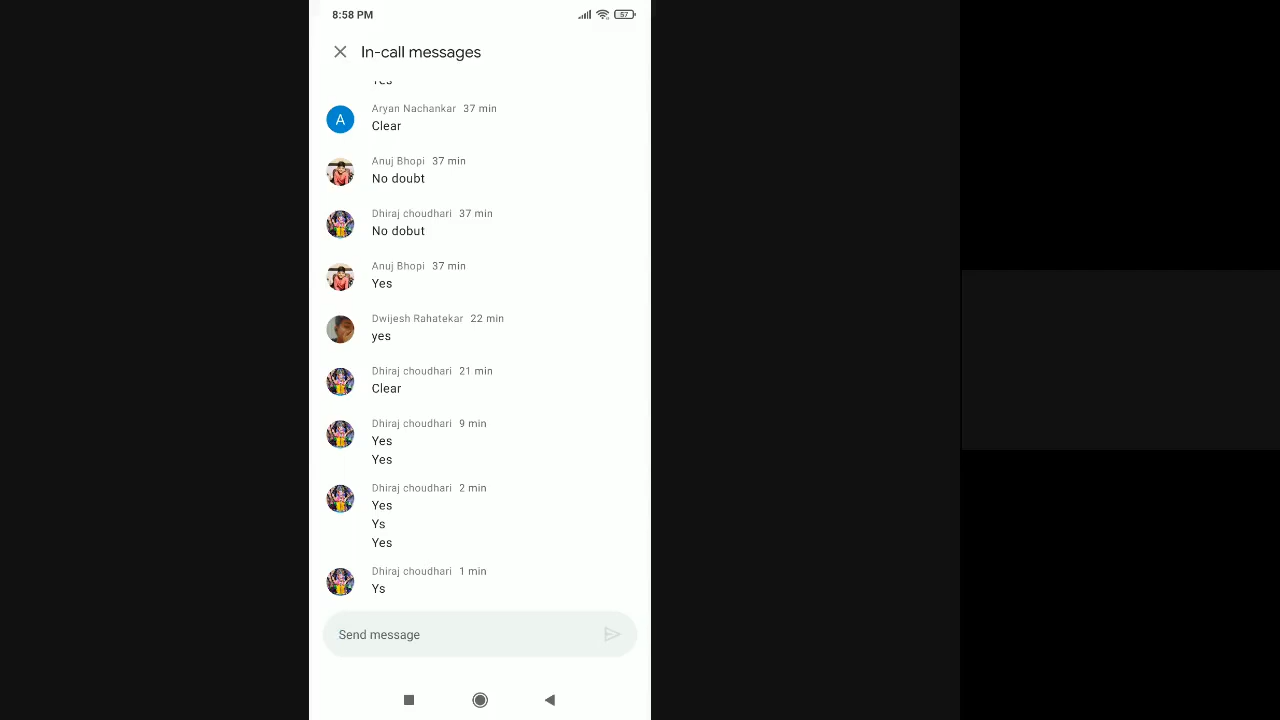 8:58 PM
57
In-call messages
Yes
Aryan Nachankar 37 min
A
Clear
Anuj Bhopi 37 min
No doubt
Dhiraj choudhari 37 min
No dobut
Anuj Bhopi 37 min
Yes
Dwijesh Rahatekar 22 min
yes
Dhiraj choudhari 21 min
Clear
Dhiraj choudhari 9 min
Yes
Yes
Dhiraj choudhari 2 min
Yes
Ys
Yes
Dhiraj choudhari 1 min
Ys
Send message